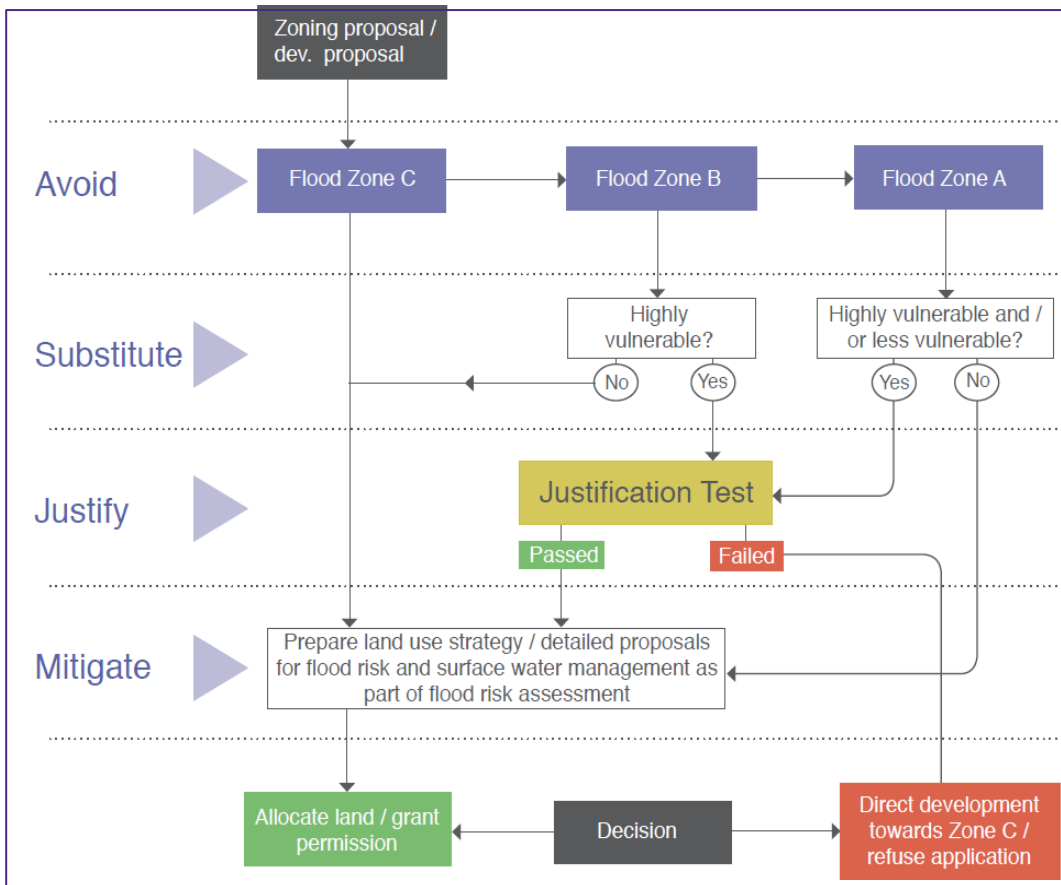 Zoning proposal /
dev. proposal
Avoid
Flood Zone C
Flood Zone B
Flood Zone A
Substitute
Highly
vulnerable?
Highly vulnerable and /
or less vulnerable?
No
Yes
Yes
No
Justify
Justification Test
Passed
Failed
Mitigate
Prepare land use strategy / detailed proposals
for flood risk and surface water management as
part of flood risk assessment
Allocate land / grant
permission
Decision
Direct development
towards Zone C /
refuse application